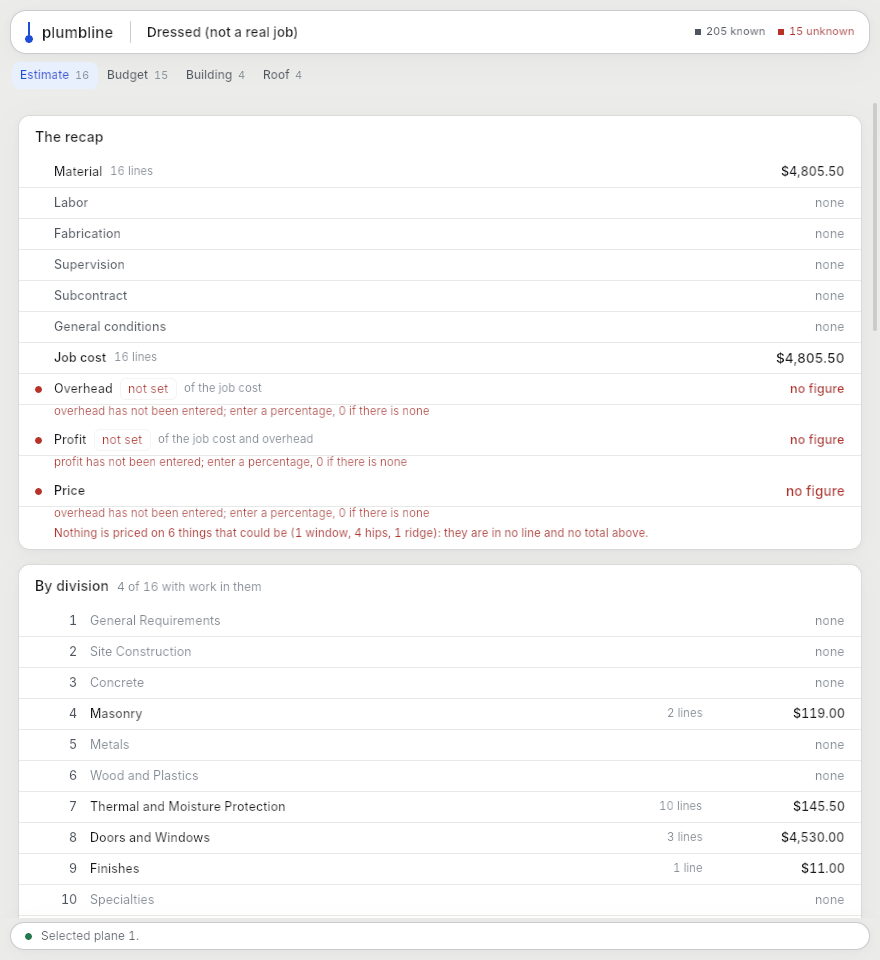 plumbline Dressed (not a real job) 205 known 15 unknown
Estimate 16 Budget 15 Building 4 Roof 4
The recap
Material 16 lines $4,805.50
Labor none
Fabrication none
Supervision none
Subcontract none
General conditions none
Job cost 16 lines $4,805.50
Overhead not set of the job cost no figure
overhead has not been entered; enter a percentage, 0 if there is none
Profit not set of the job cost and overhead no figure
profit has not been entered; enter a percentage, 0 if there is none
Price no figure
overhead has not been entered; enter a percentage, 0 if there is none
Nothing is priced on 6 things that could be (1 window, 4 hips, 1 ridge): they are in no line and no total above.
By division 4 of 16 with work in them
1 General Requirements none
2 Site Construction none
3 Concrete none
4 Masonry 2 lines $119.00
5 Metals none
6 Wood and Plastics none
7 Thermal and Moisture Protection 10 lines $145.50
8 Doors and Windows 3 lines $4,530.00
9 Finishes 1 line $11.00
10 Specialties none
Selected plane 1.